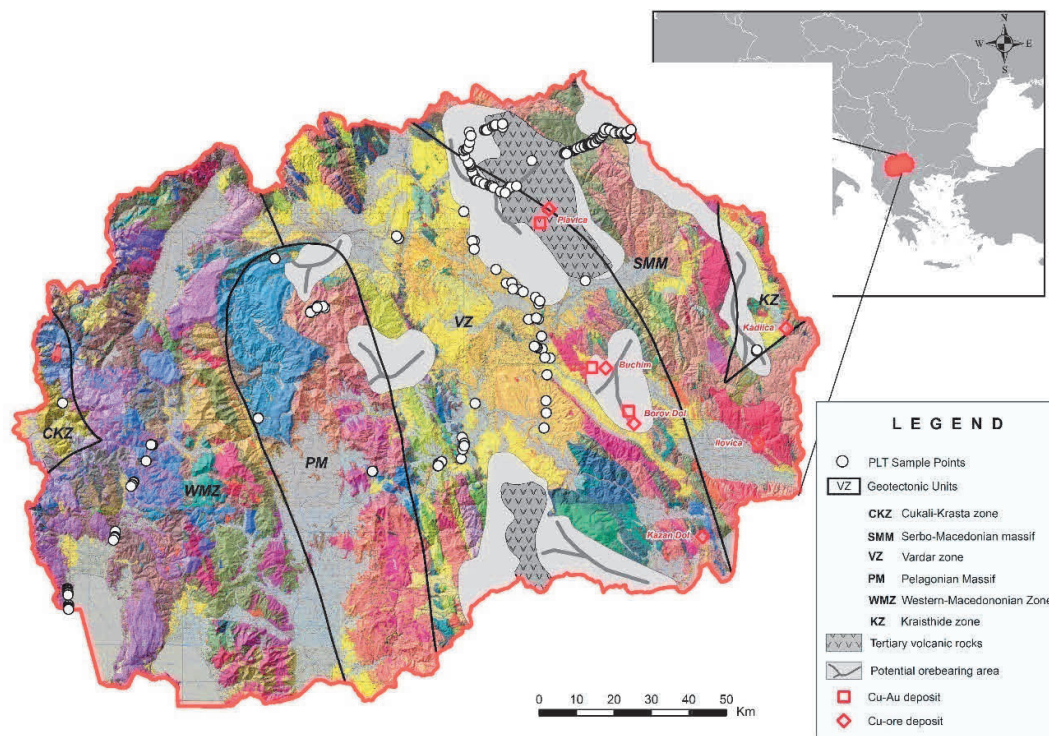 N
W E
S
Plavica
SMM
KZ
Kadiica
VZ
Buchim
Borov Dol
Ilovica
CKZ
PM
WMZ
Kazan Dol
0 10 20 30 40 50
Km
LEGEND
PLT Sample Points
VZ Geotectonic Units
CKZ Cukali-Krasta zone
SMM Serbo-Macedonian massif
VZ Vardar zone
PM Pelagonian Massif
WMZ Western-Macedononian Zone
KZ Kraisthide zone
Tertiary volcanic rocks
Potential orebearing area
Cu-Au deposit
Cu-ore deposit